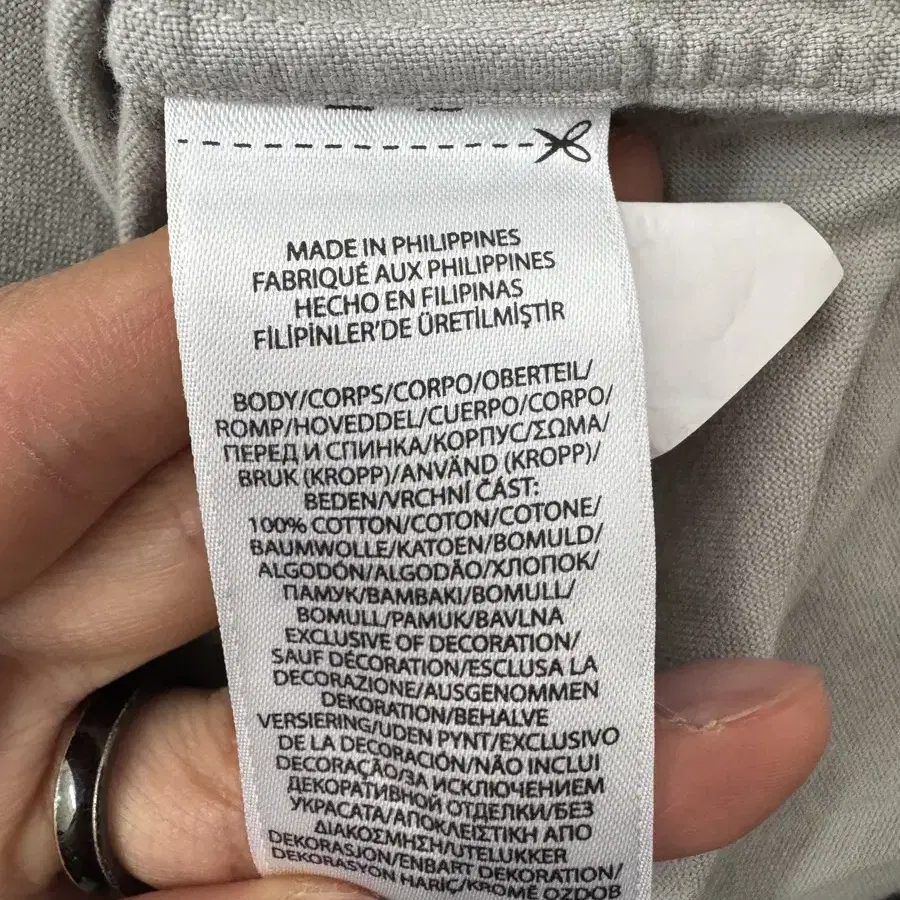 MADE IN PHILIPPINES
FABRIQUÉ AUX PHILIPPINES
HECHO EN FILIPINAS
FİLİPİNLER'DE ÜRETİLMİŞTİR
BODY/CORPS/CORPO/OBERTEIL/
ROMP/HOVEDDEL/CUERPO/CORPO/
ПЕРЕД И СПИНКА/КОРПУС/ΣΩΜΑ/
BRUK (KROPP)/ANVÄND (KROPP)/
BEDEN/VRCHNÍ ČÁST:
100% COTTON/COTON/COTONE/
BAUMWOLLE/KATOEN/BOMULD/
ALGODÓN/ALGODÃO/ХЛОПОК/
ПАМУК/ΒΑΜΒΑΚΙ/BOMULL/
BOMULL/PAMUK/BAVLNA
EXCLUSIVE OF DECORATION/
SAUF DÉCORATION/ESCLUSA LA
DECORAZIONE/AUSGENOMMEN
DEKORATION/BEHALVE
VERSIERING/UDEN PYNT/EXCLUSIVO
DE LA DECORACIÓN/NÃO INCLUI
DECORAÇÃO/ЗА ИСКЛЮЧЕНИЕМ
ДЕКОРАТИВНОЙ ОТДЕЛКИ/БЕЗ
УКРАСАТА/ΑΠΟΚΛΕΙΣΤΙΚΗ ΑΠΟ
ΔΙΑΚΟΣΜΗΣΗ/UTELUKKER
DEKORASJON/ENBART DEKORATION/
DEKORASYON HARİÇ/KROMĚ OZDOB